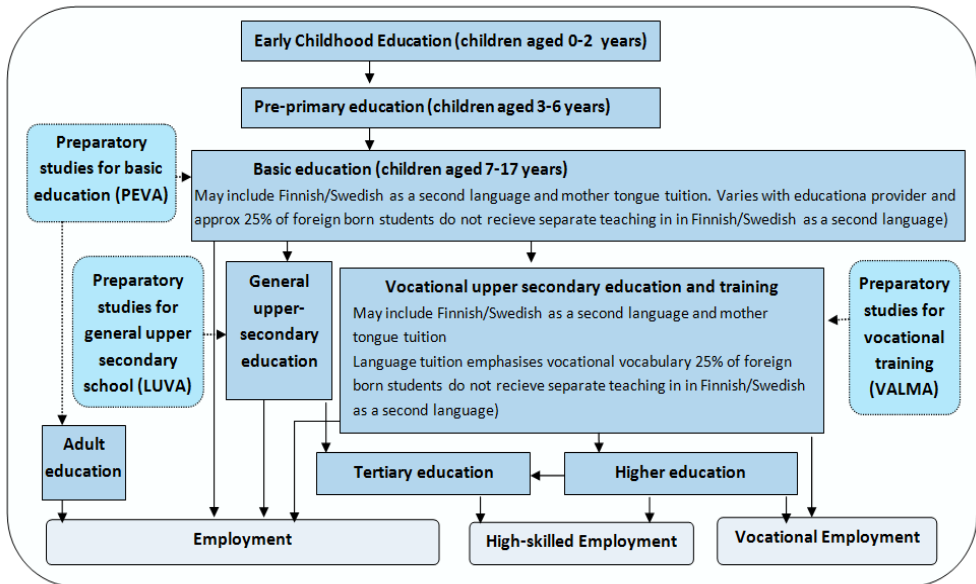 Early Childhood Education (children aged 0-2 years)
Pre-primary education (children aged 3-6 years)
Preparatory
studies for basic
education (PEVA)
Basic education (children aged 7-17 years)
May include Finnish/Swedish as a second language and mother tongue tuition. Varies with educationa provider and
approx 25% of foreign born students do not recieve separate teaching in in Finnish/Swedish as a second language)
Preparatory
studies for
general upper
secondary
school (LUVA)
General
upper-
secondary
education
Vocational upper secondary education and training
May include Finnish/Swedish as a second language and mother
tongue tuition
Language tuition emphasises vocational vocabulary 25% of foreign
born students do not recieve separate teaching in in Finnish/Swedish
as a second language)
Preparatory
studies for
vocational
training
(VALMA)
Adult
education
Tertiary education
Higher education
Employment
High-skilled Employment
Vocational Employment